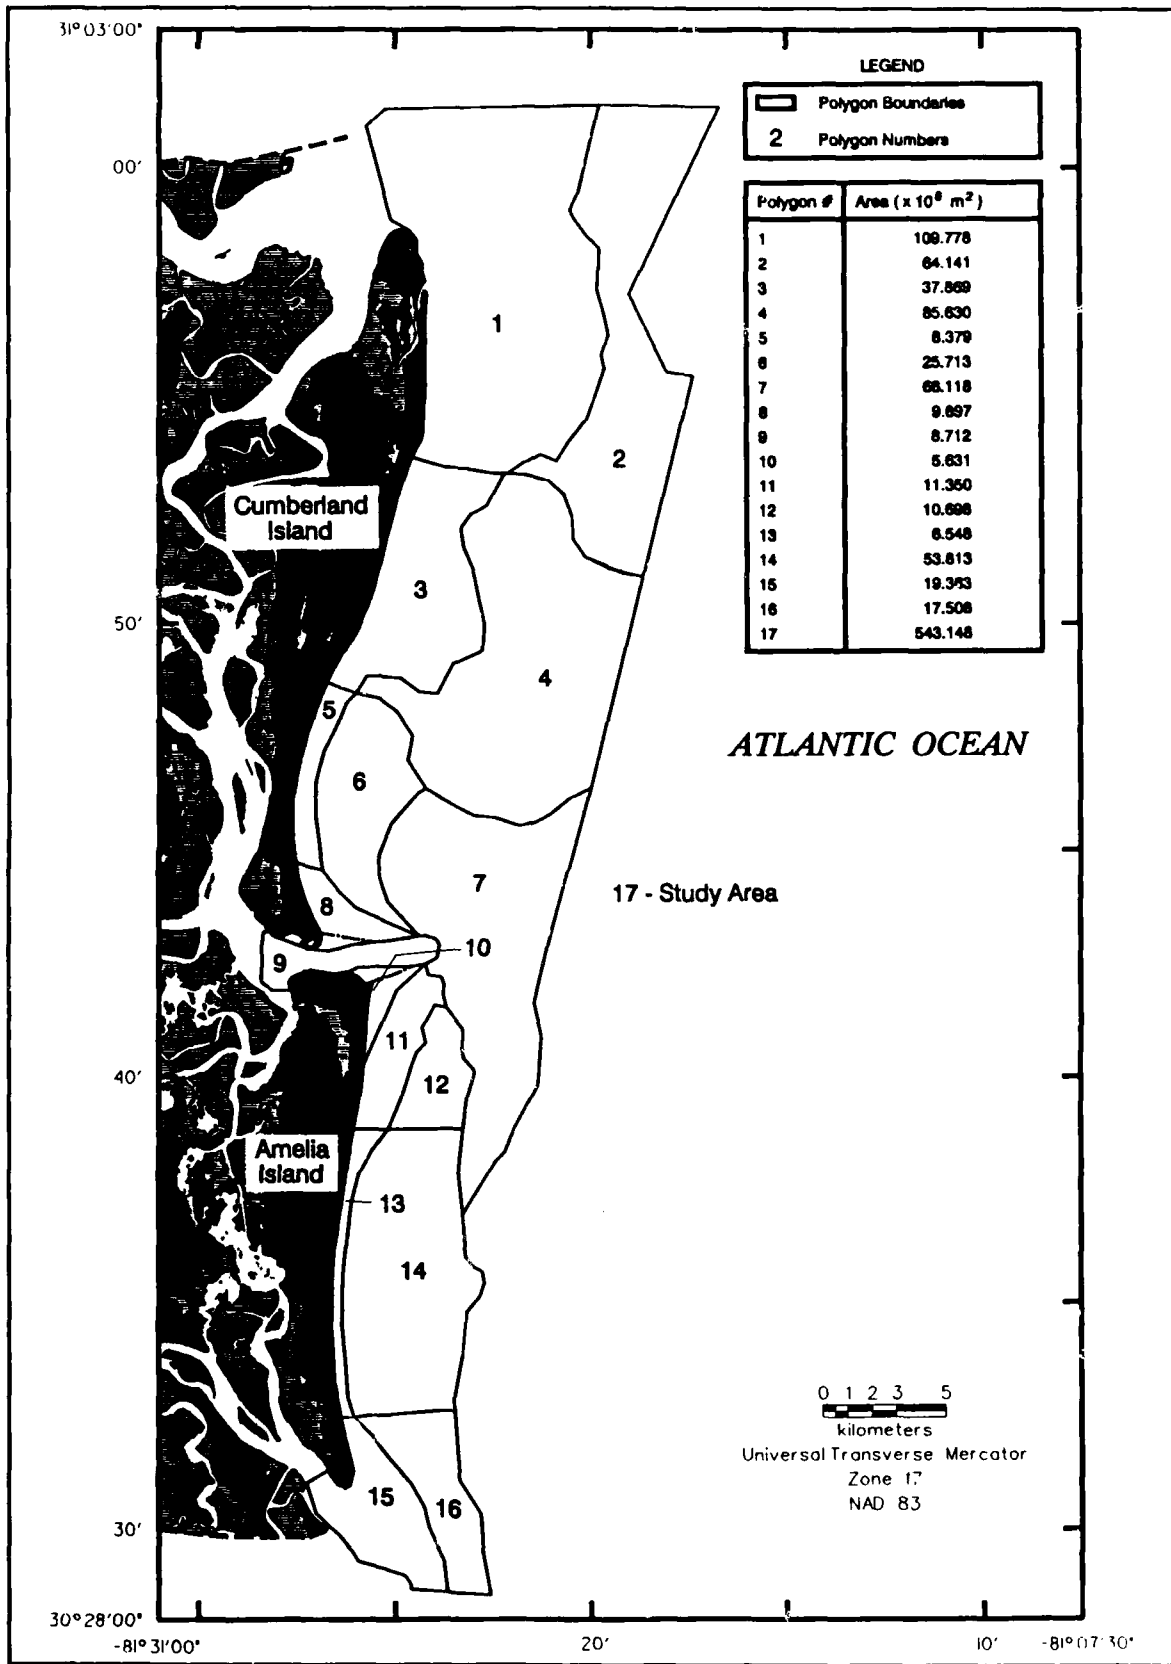 31°03'00"
LEGEND
Polygon Boundaries
2 Polygon Numbers
00'
Polygon # Area ( x 10⁶ m²)
1 109.778
2 64.141
3 37.869
4 85.630
5 8.379
6 25.713
7 68.118
8 9.697
9 8.712
10 5.631
11 11.350
12 10.698
13 6.548
14 53.813
15 19.353
16 17.508
17 543.148
1
2
Cumberland
Island
3
50'
4
5
ATLANTIC OCEAN
6
7
17 - Study Area
8
10
9
11
40'
12
Amelia
Island
13
14
0 1 2 3 5
kilometers
Universal Transverse Mercator
Zone 17
NAD 83
15
16
30'
30°28'00"
-81°31'00"
20'
10'
-81°07'30"